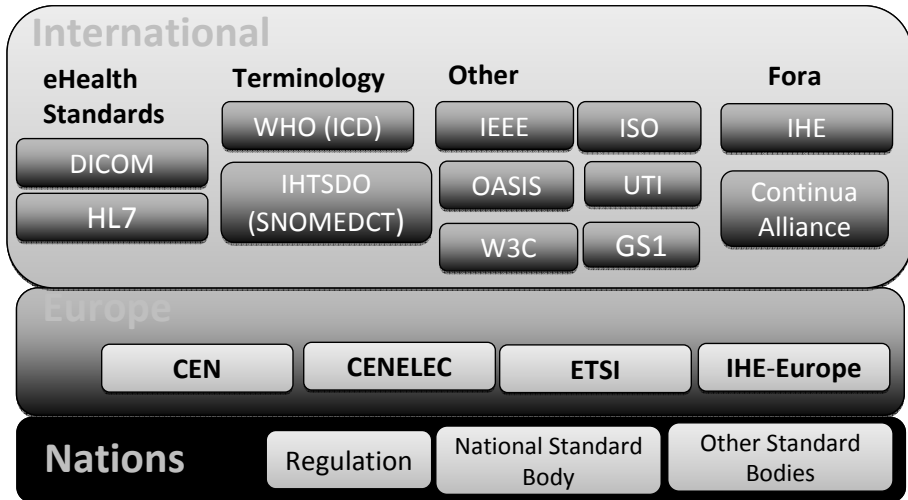 International
eHealth
Standards
DICOM
HL7
Terminology
WHO (ICD)
IHTSDO
(SNOMEDCT)
Other
IEEE
ISO
OASIS
UTI
W3C
GS1
Fora
IHE
Continua
Alliance
Europe
CEN
CENELEC
ETSI
IHE-Europe
Nations
Regulation
National Standard
Body
Other Standard
Bodies